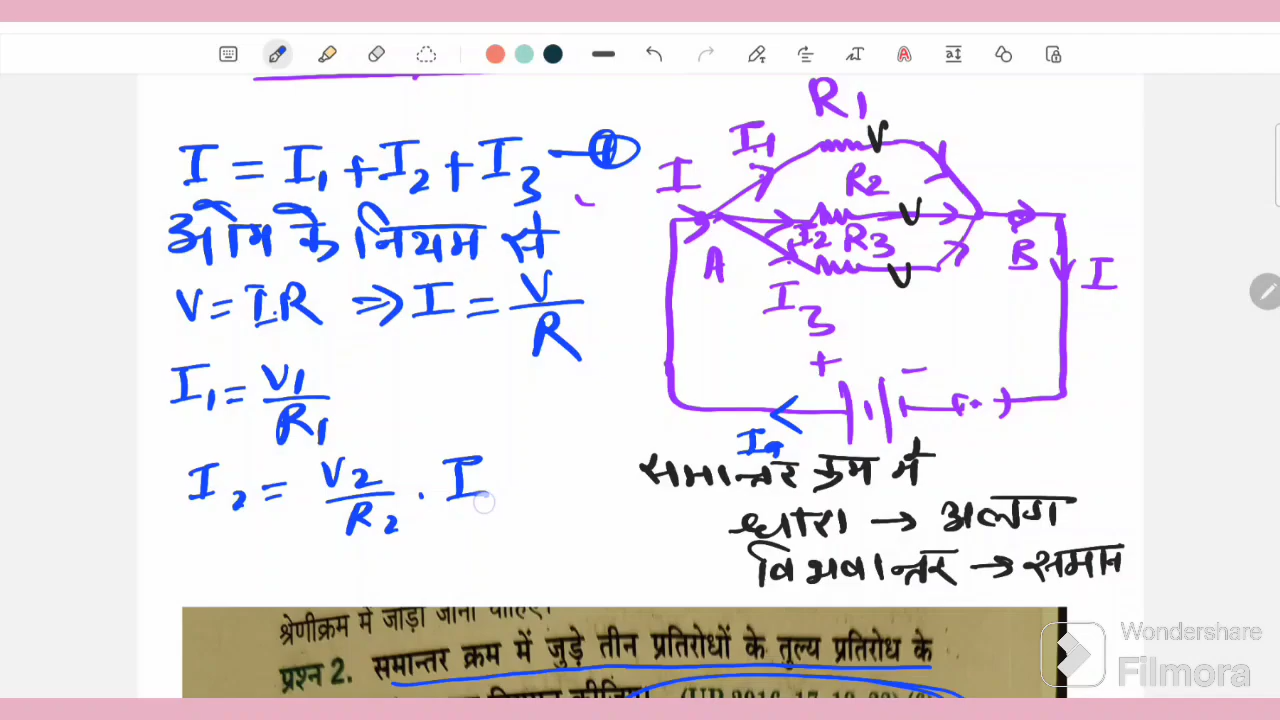 I = I₁ + I₂ + I₃ — ①
ओम के नियम से
V = I.R ⇒ I = V/R
I₁ = V₁/R₁
I₂ = V₂/R₂ . I
R₁
I₁
V
I
R₂
V
I₂
R₃
A
B
V
I
I₃
+
−
I
समान्तर क्रम में
धारा → अलग
विभवान्तर → समान
श्रेणीक्रम में जोड़ा जाना चाहिए।
प्रश्न 2. समान्तर क्रम में जुड़े तीन प्रतिरोधों के तुल्य प्रतिरोध के
Wondershare
Filmora